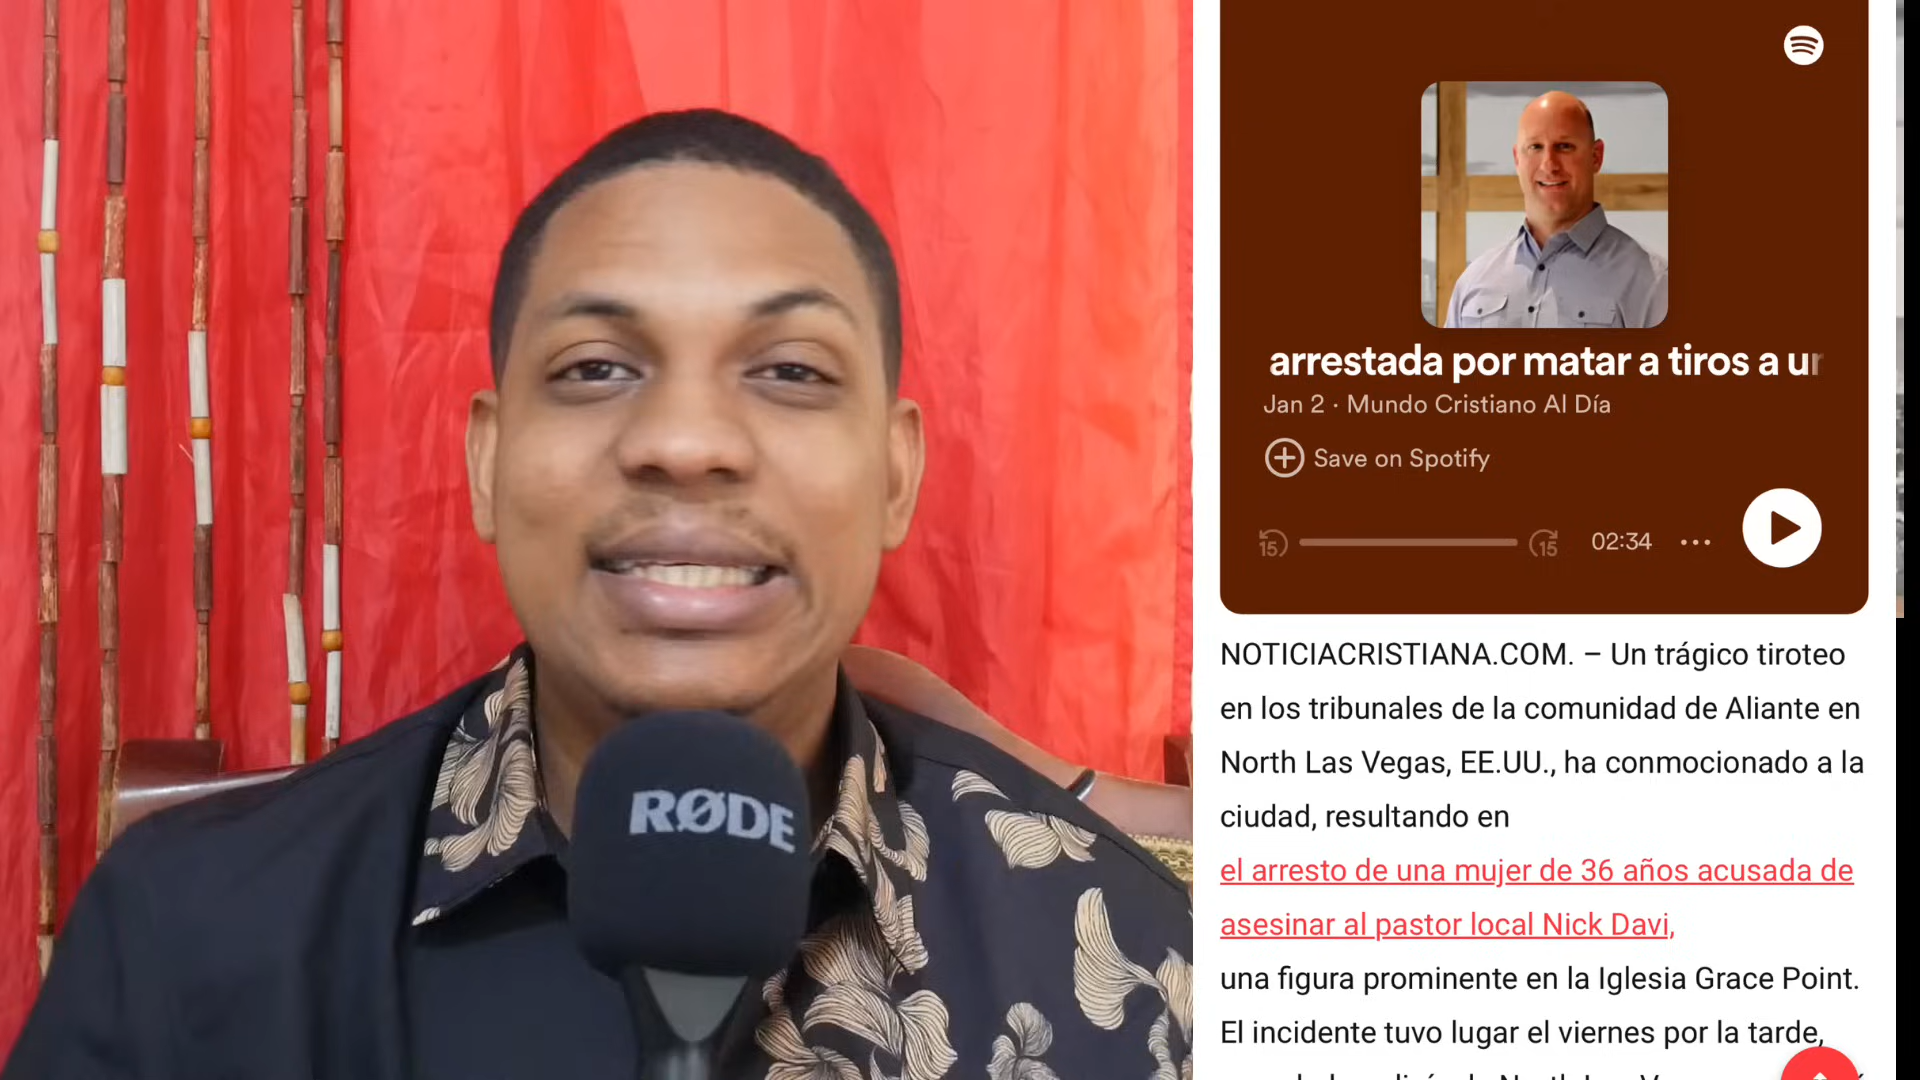 RØDE
arrestada por matar a tiros a un
Jan 2 · Mundo Cristiano Al Día
Save on Spotify
15
15
02:34
NOTICIACRISTIANA.COM. – Un trágico tiroteo
en los tribunales de la comunidad de Aliante en
North Las Vegas, EE.UU., ha conmocionado a la
ciudad, resultando en
el arresto de una mujer de 36 años acusada de
asesinar al pastor local Nick Davi,
una figura prominente en la Iglesia Grace Point.
El incidente tuvo lugar el viernes por la tarde,